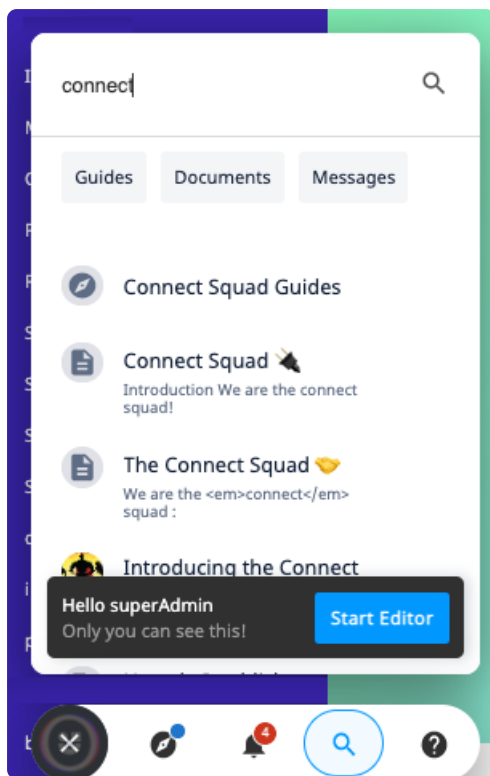 connect
Guides Documents Messages
Connect Squad Guides
Connect Squad 🔌
Introduction We are the connect
squad!
The Connect Squad 🤝
We are the <em>connect</em>
squad :
Introducing the Connect
Hello superAdmin
Only you can see this!
Start Editor
4